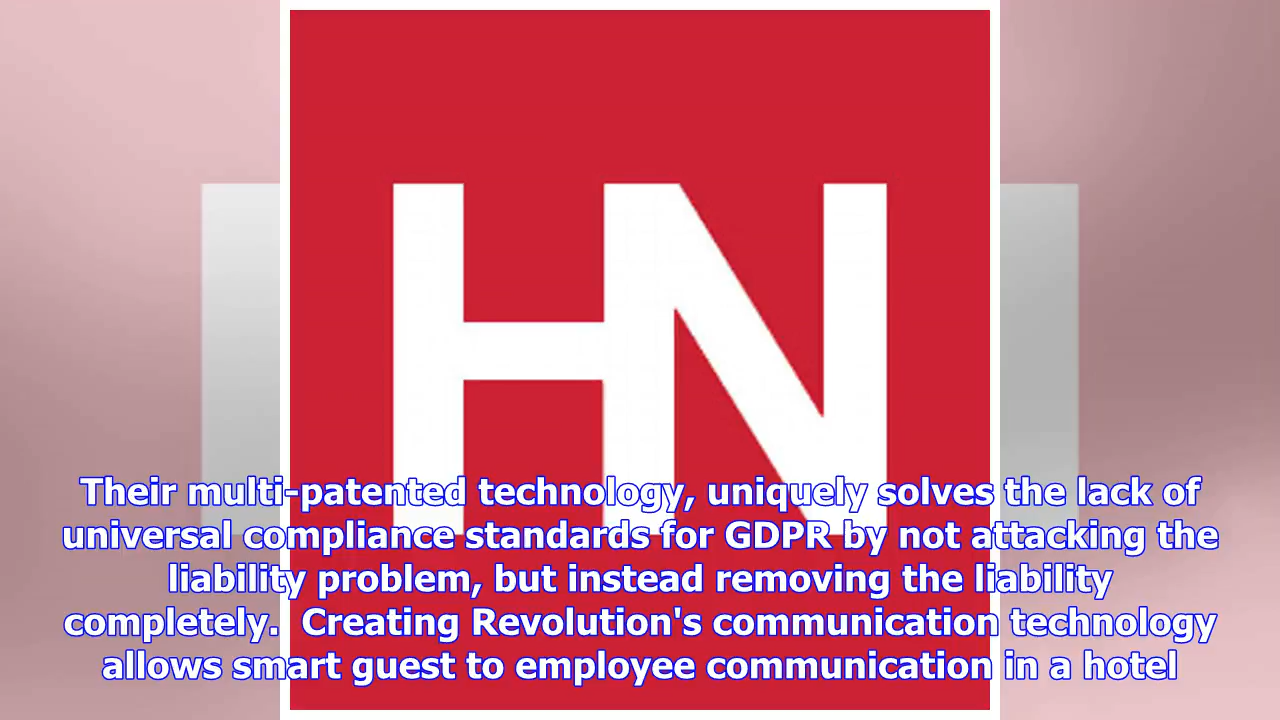 HN
Their multi-patented technology, uniquely solves the lack of
universal compliance standards for GDPR by not attacking the
liability problem, but instead removing the liability
completely.  Creating Revolution's communication technology
allows smart guest to employee communication in a hotel